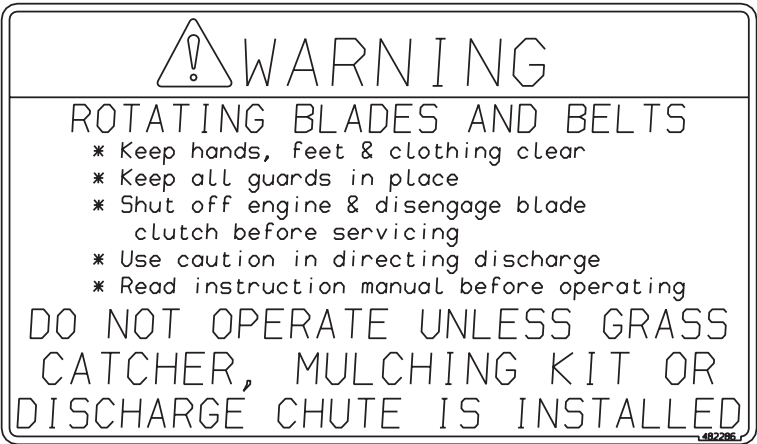 WARNING
ROTATING BLADES AND BELTS
* Keep hands, feet & clothing clear
* Keep all guards in place
* Shut off engine & disengage blade
clutch before servicing
* Use caution in directing discharge
* Read instruction manual before operating
DO NOT OPERATE UNLESS GRASS
CATCHER, MULCHING KIT OR
DISCHARGE CHUTE IS INSTALLED
482286